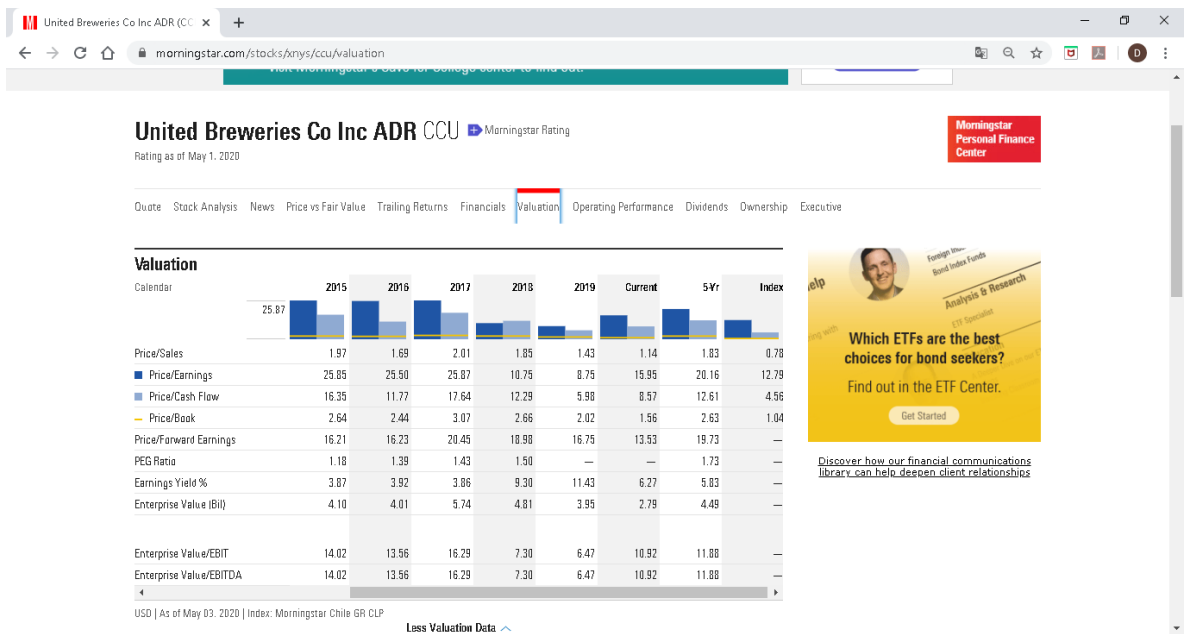 United Breweries Co Inc ADR (CC
morningstar.com/stocks/xnys/ccu/valuation
D
United Breweries Co Inc ADR CCU + Morningstar Rating
Rating as of May 1. 2020
Morningstar
Personal Finance
Center
Quote Stock Analysis News Price vs Fair Value Trailing Returns Financials Valuation Operating Performance Dividends Ownership Executive
Valuation
Calendar 2015 2016 2017 2018 2019 Current 5-Yr Index
25.87
Price/Sales 1.97 1.69 2.01 1.85 1.43 1.14 1.83 0.78
Price/Earnings 25.85 25.50 25.87 10.75 8.75 15.95 20.16 12.79
Price/Cash Flow 16.35 11.77 17.64 12.29 5.98 8.57 12.61 4.56
Price/Book 2.64 2.44 3.07 2.66 2.02 1.56 2.63 1.04
Price/Forward Earnings 16.21 16.23 20.45 18.98 16.75 13.53 19.73 —
PEG Ratio 1.18 1.39 1.43 1.50 — — 1.73 —
Earnings Yield % 3.87 3.92 3.86 9.30 11.43 6.27 5.83 —
Enterprise Value (Bil) 4.10 4.01 5.74 4.81 3.95 2.79 4.49 —
Enterprise Value/EBIT 14.02 13.56 16.29 7.30 6.47 10.92 11.88 —
Enterprise Value/EBITDA 14.02 13.56 16.29 7.30 6.47 10.92 11.88 —
USD | As of May 03. 2020 | Index: Morningstar Chile GR CLP
Less Valuation Data
Bond Index Funds
Analysis & Research
ETF Specialist
Which ETFs are the best
choices for bond seekers?
Find out in the ETF Center.
Get Started
Discover how our financial communications
library can help deepen client relationships